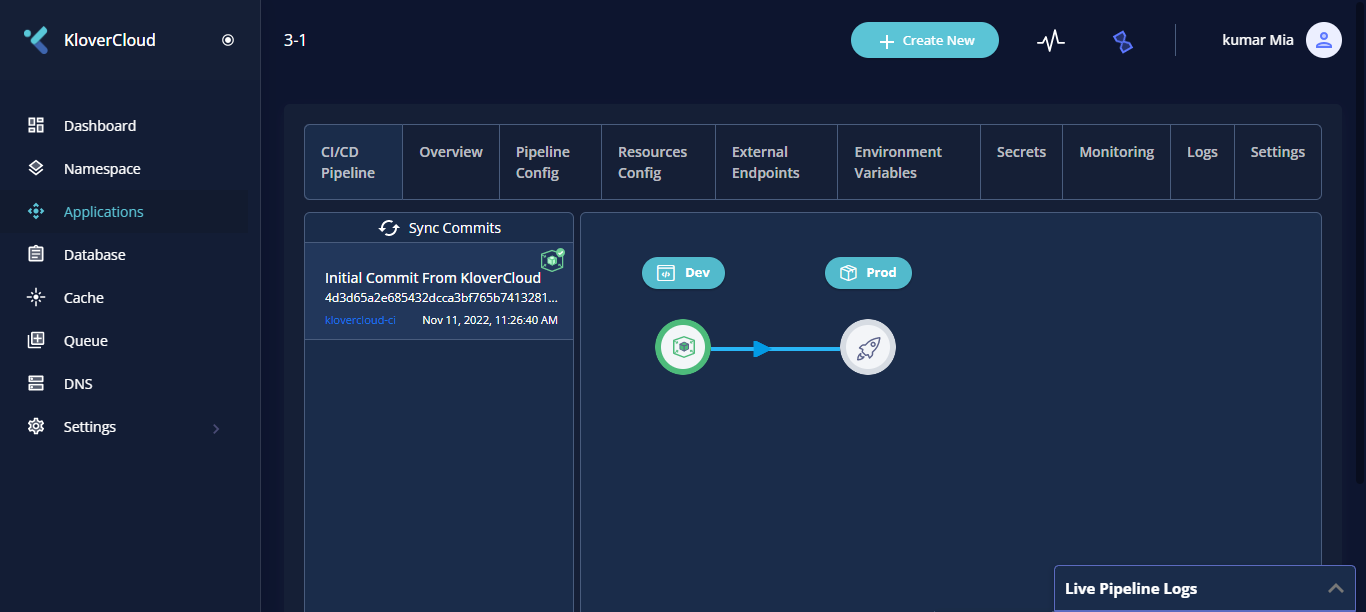 KloverCloud
3-1
Create New
kumar Mia
Dashboard
Namespace
Applications
Database
Cache
Queue
DNS
Settings
CI/CD
Pipeline
Overview
Pipeline
Config
Resources
Config
External
Endpoints
Environment
Variables
Secrets
Monitoring
Logs
Settings
Sync Commits
Initial Commit From KloverCloud
4d3d65a2e685432dcca3bf765b7413281...
klovercloud-ci
Nov 11, 2022, 11:26:40 AM
Dev
Prod
Live Pipeline Logs